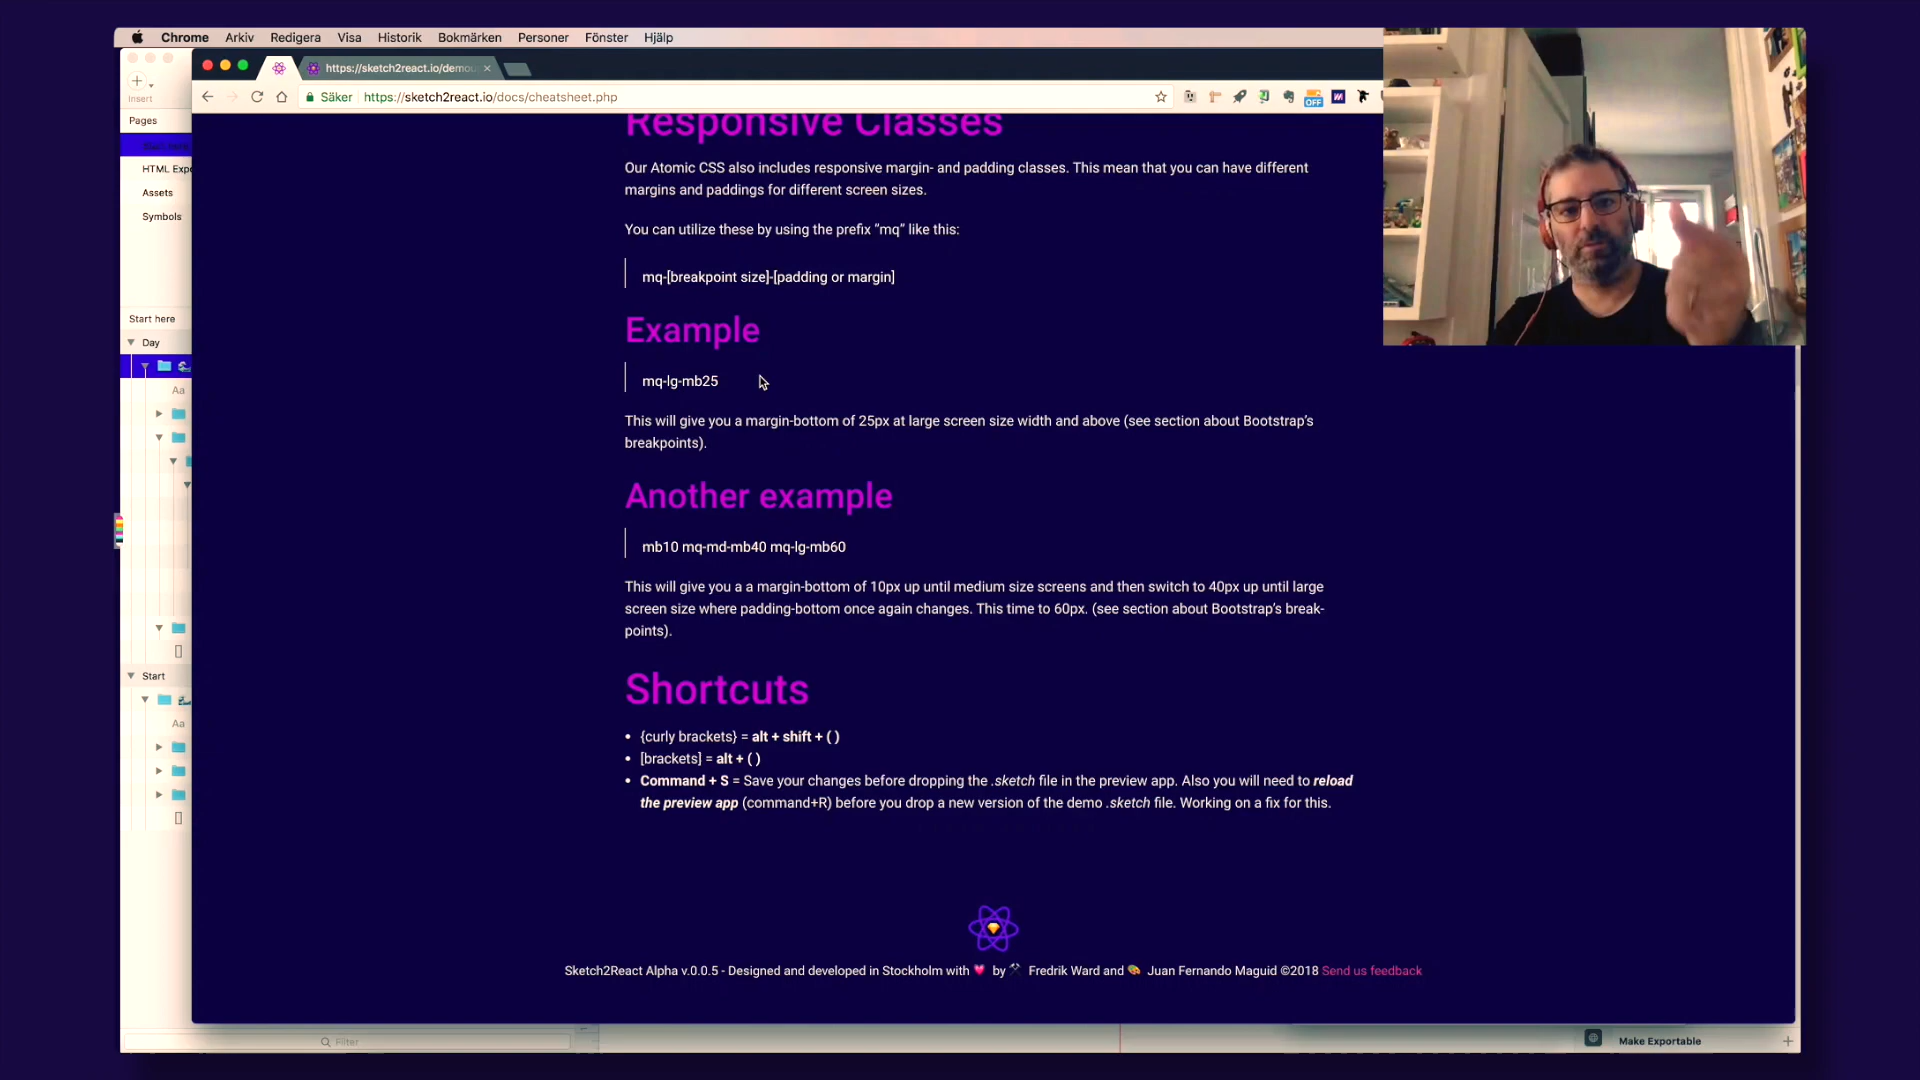 Chrome Arkiv Redigera Visa Historik Bokmärken Personer Fönster Hjälp
https://sketch2react.io/demo
Insert
Säker https://sketch2react.io/docs/cheatsheet.php
OFF
Pages
HTML Exp
Assets
Symbols
Start here
Day
Aa
Start
Aa
Responsive Classes
Our Atomic CSS also includes responsive margin- and padding classes. This mean that you can have different
margins and paddings for different screen sizes.
You can utilize these by using the prefix "mq" like this:
mq-[breakpoint size]-[padding or margin]
Example
mq-lg-mb25
This will give you a margin-bottom of 25px at large screen size width and above (see section about Bootstrap's
breakpoints).
Another example
mb10 mq-md-mb40 mq-lg-mb60
This will give you a a margin-bottom of 10px up until medium size screens and then switch to 40px up until large
screen size where padding-bottom once again changes. This time to 60px. (see section about Bootstrap's break-
points).
Shortcuts
• {curly brackets} = alt + shift + ( )
• [brackets] = alt + ( )
• Command + S = Save your changes before dropping the .sketch file in the preview app. Also you will need to reload
the preview app (command+R) before you drop a new version of the demo .sketch file. Working on a fix for this.
Sketch2React Alpha v.0.0.5 - Designed and developed in Stockholm with 💗 by ⚒ Fredrik Ward and 🎨 Juan Fernando Maguid ©2018 Send us feedback
Filter
Make Exportable